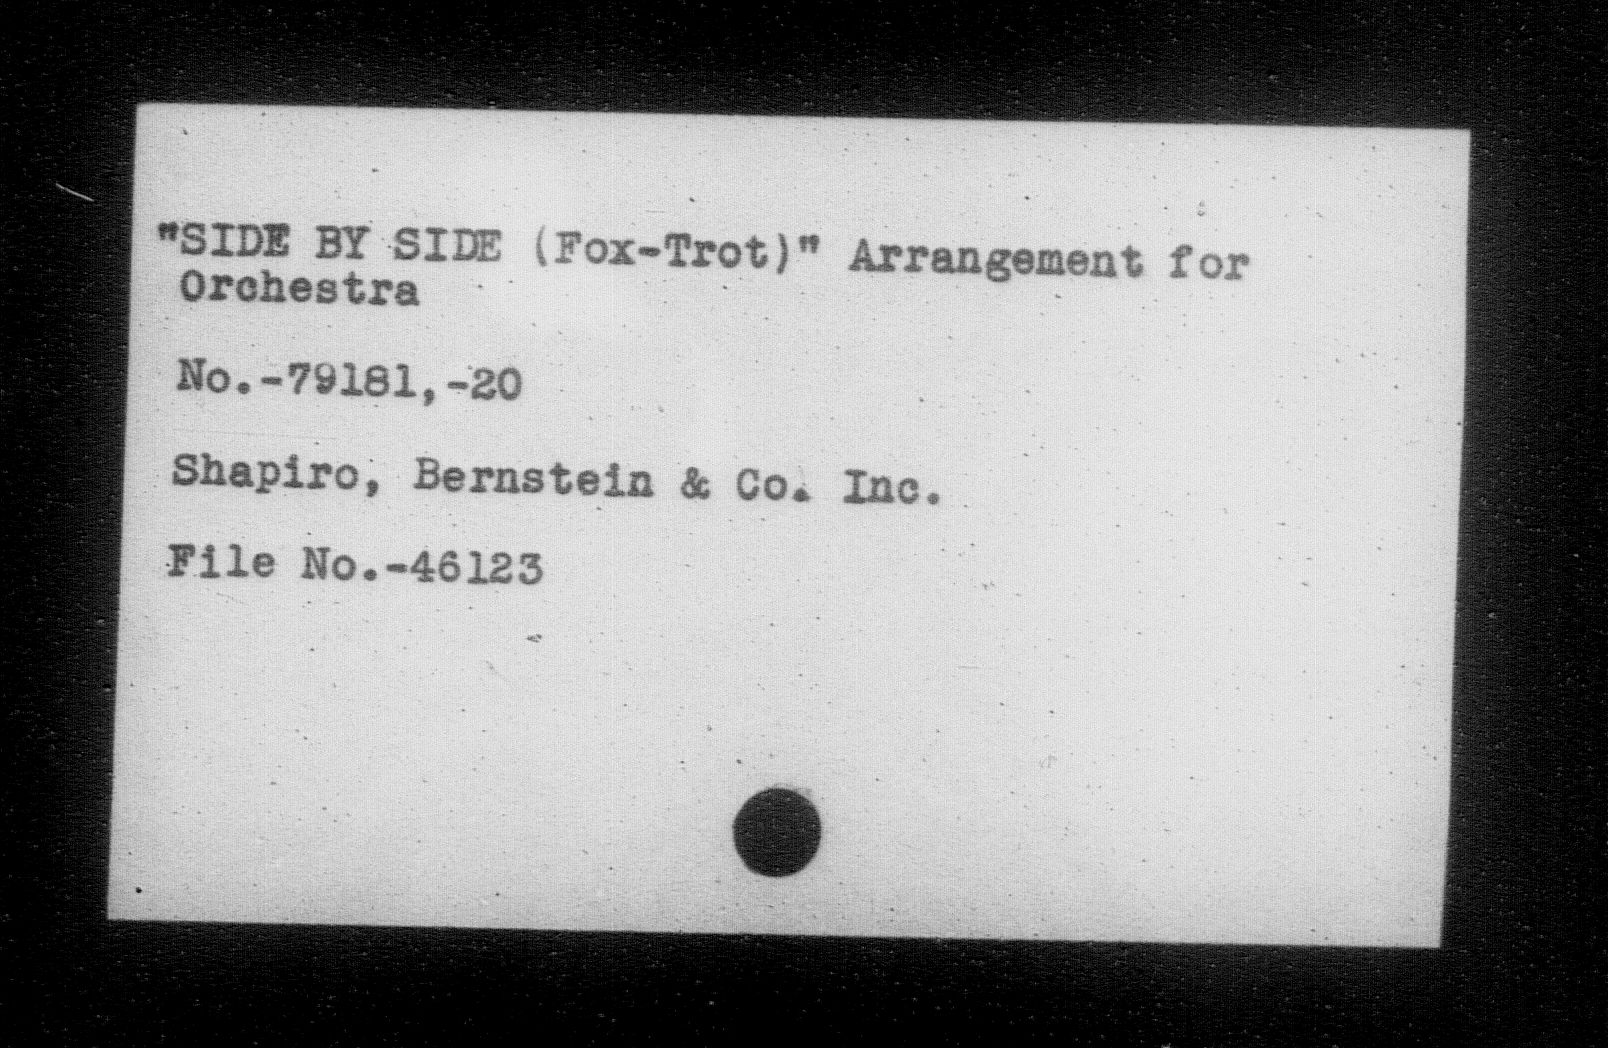 "SIDE BY SIDE (Fox-Trot)" Arrangement for
Orchestra
No.-79181,-20
Shapiro, Bernstein & Co. Inc.
File No.-46123